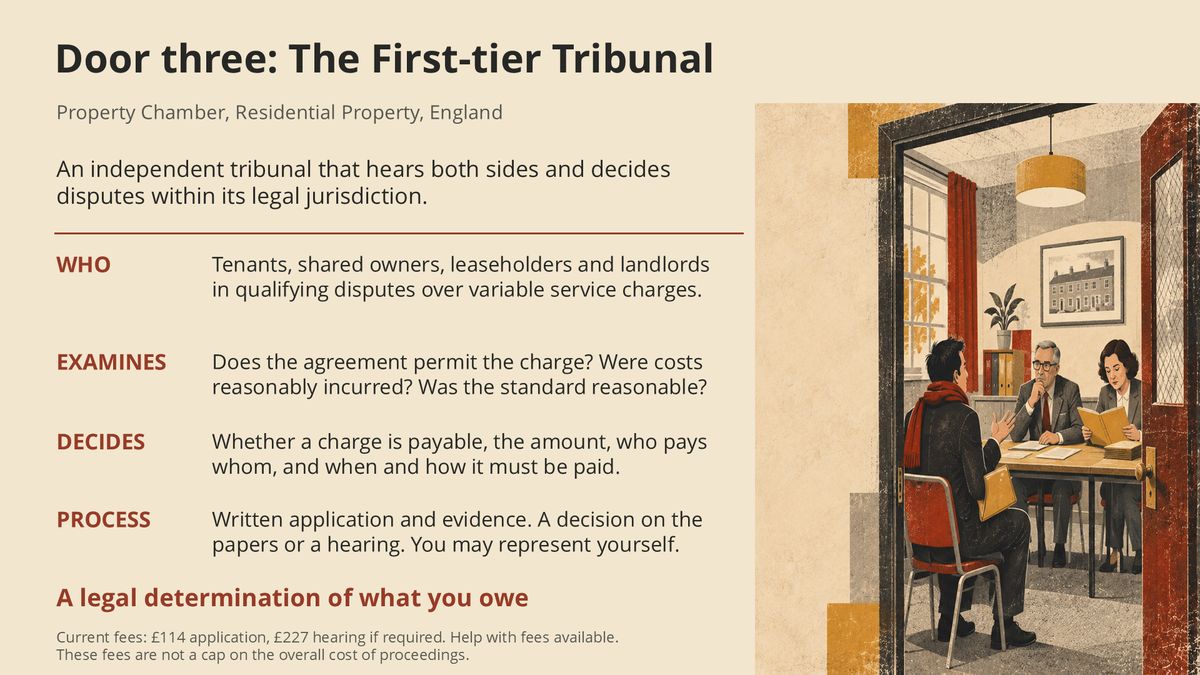 Door three: The First-tier Tribunal
Property Chamber, Residential Property, England
An independent tribunal that hears both sides and decides
disputes within its legal jurisdiction.
WHO
Tenants, shared owners, leaseholders and landlords
in qualifying disputes over variable service charges.
EXAMINES
Does the agreement permit the charge? Were costs
reasonably incurred? Was the standard reasonable?
DECIDES
Whether a charge is payable, the amount, who pays
whom, and when and how it must be paid.
PROCESS
Written application and evidence. A decision on the
papers or a hearing. You may represent yourself.
A legal determination of what you owe
Current fees: £114 application, £227 hearing if required. Help with fees available.
These fees are not a cap on the overall cost of proceedings.